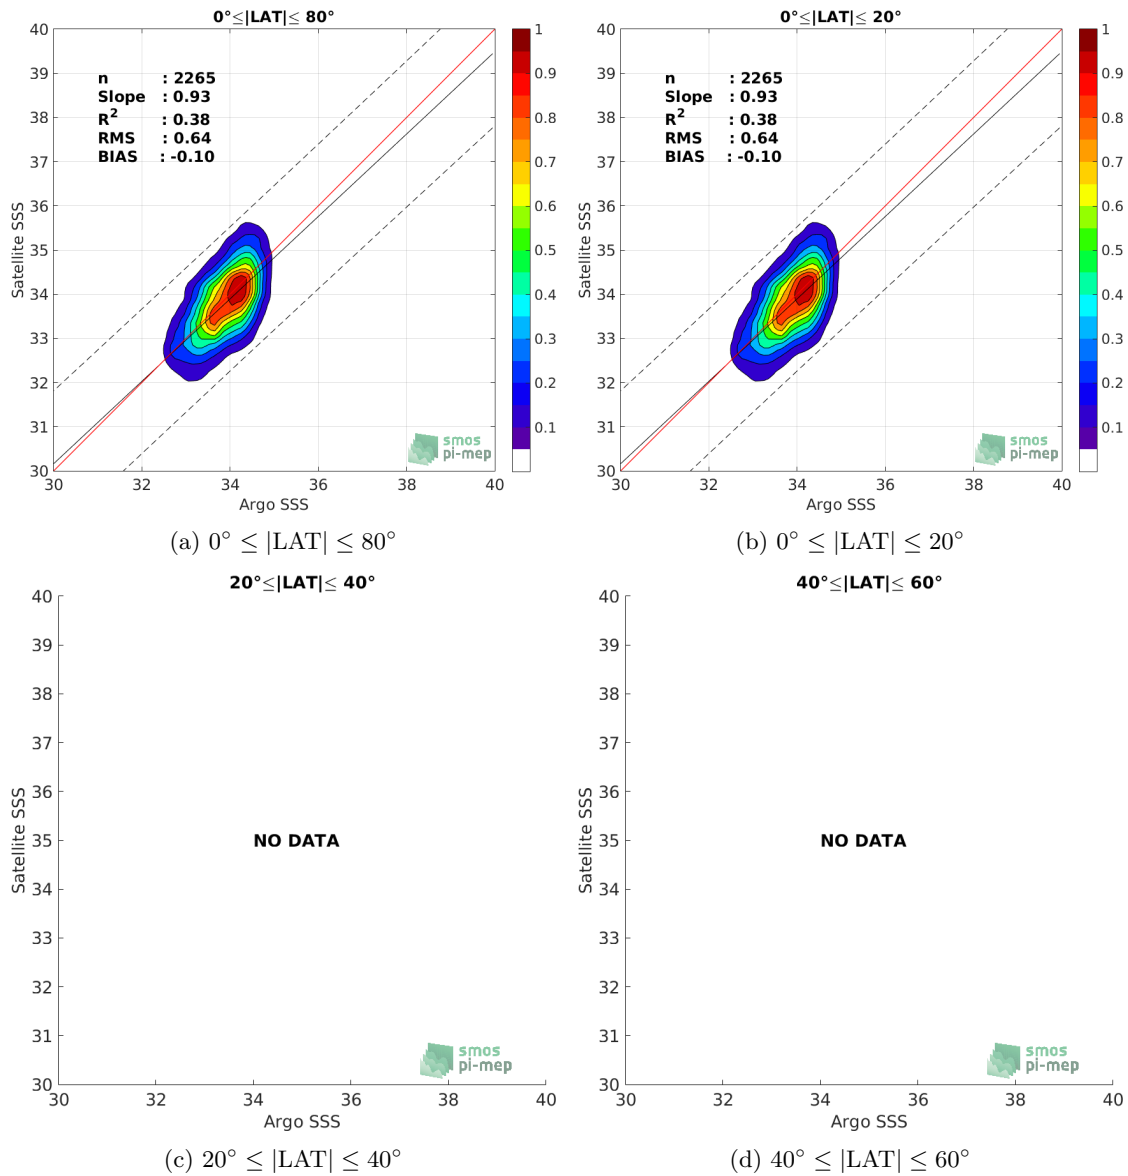 0°≤|LAT|≤ 80°
40
39
38
37
36
35
34
33
32
31
30
Satellite SSS
n : 2265
Slope : 0.93
R² : 0.38
RMS : 0.64
BIAS : -0.10
smos
pi-mep
30 32 34 36 38 40
Argo SSS
1
0.9
0.8
0.7
0.6
0.5
0.4
0.3
0.2
0.1
(a) 0° ≤ |LAT| ≤ 80°
0°≤|LAT|≤ 20°
40
39
38
37
36
35
34
33
32
31
30
Satellite SSS
n : 2265
Slope : 0.93
R² : 0.38
RMS : 0.64
BIAS : -0.10
smos
pi-mep
30 32 34 36 38 40
Argo SSS
1
0.9
0.8
0.7
0.6
0.5
0.4
0.3
0.2
0.1
(b) 0° ≤ |LAT| ≤ 20°
20°≤|LAT|≤ 40°
40
39
38
37
36
35
34
33
32
31
30
Satellite SSS
NO DATA
smos
pi-mep
30 32 34 36 38 40
Argo SSS
(c) 20° ≤ |LAT| ≤ 40°
40°≤|LAT|≤ 60°
40
39
38
37
36
35
34
33
32
31
30
Satellite SSS
NO DATA
smos
pi-mep
30 32 34 36 38 40
Argo SSS
(d) 40° ≤ |LAT| ≤ 60°